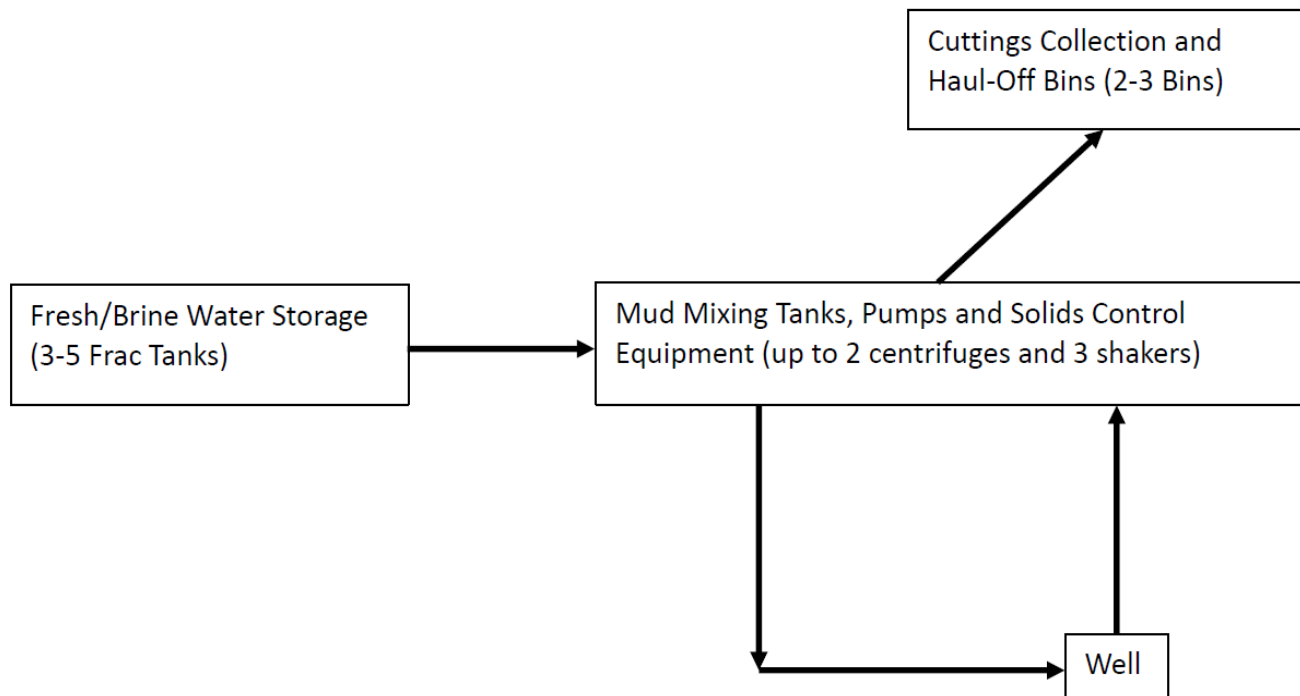 Cuttings Collection and
Haul-Off Bins (2-3 Bins)
Fresh/Brine Water Storage
(3-5 Frac Tanks)
Mud Mixing Tanks, Pumps and Solids Control
Equipment (up to 2 centrifuges and 3 shakers)
Well